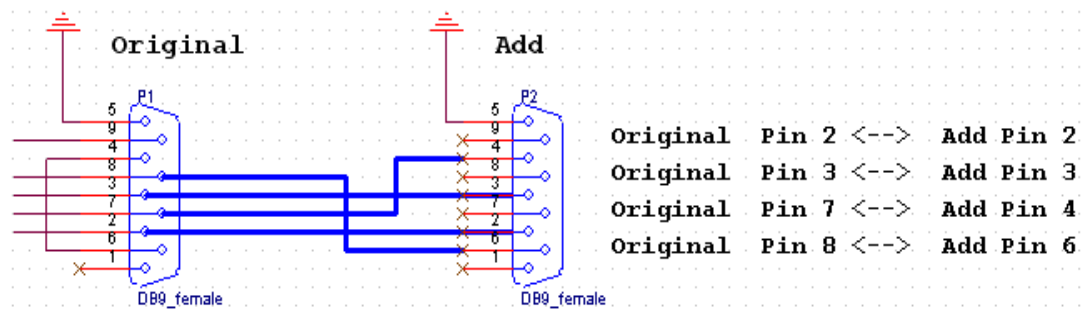 Original
Add
P1
5
9
4
8
3
7
2
6
1
DB9_female
P2
5
9
4
8
3
7
2
6
1
DB9_female
Original Pin 2 <--> Add Pin 2
Original Pin 3 <--> Add Pin 3
Original Pin 7 <--> Add Pin 4
Original Pin 8 <--> Add Pin 6